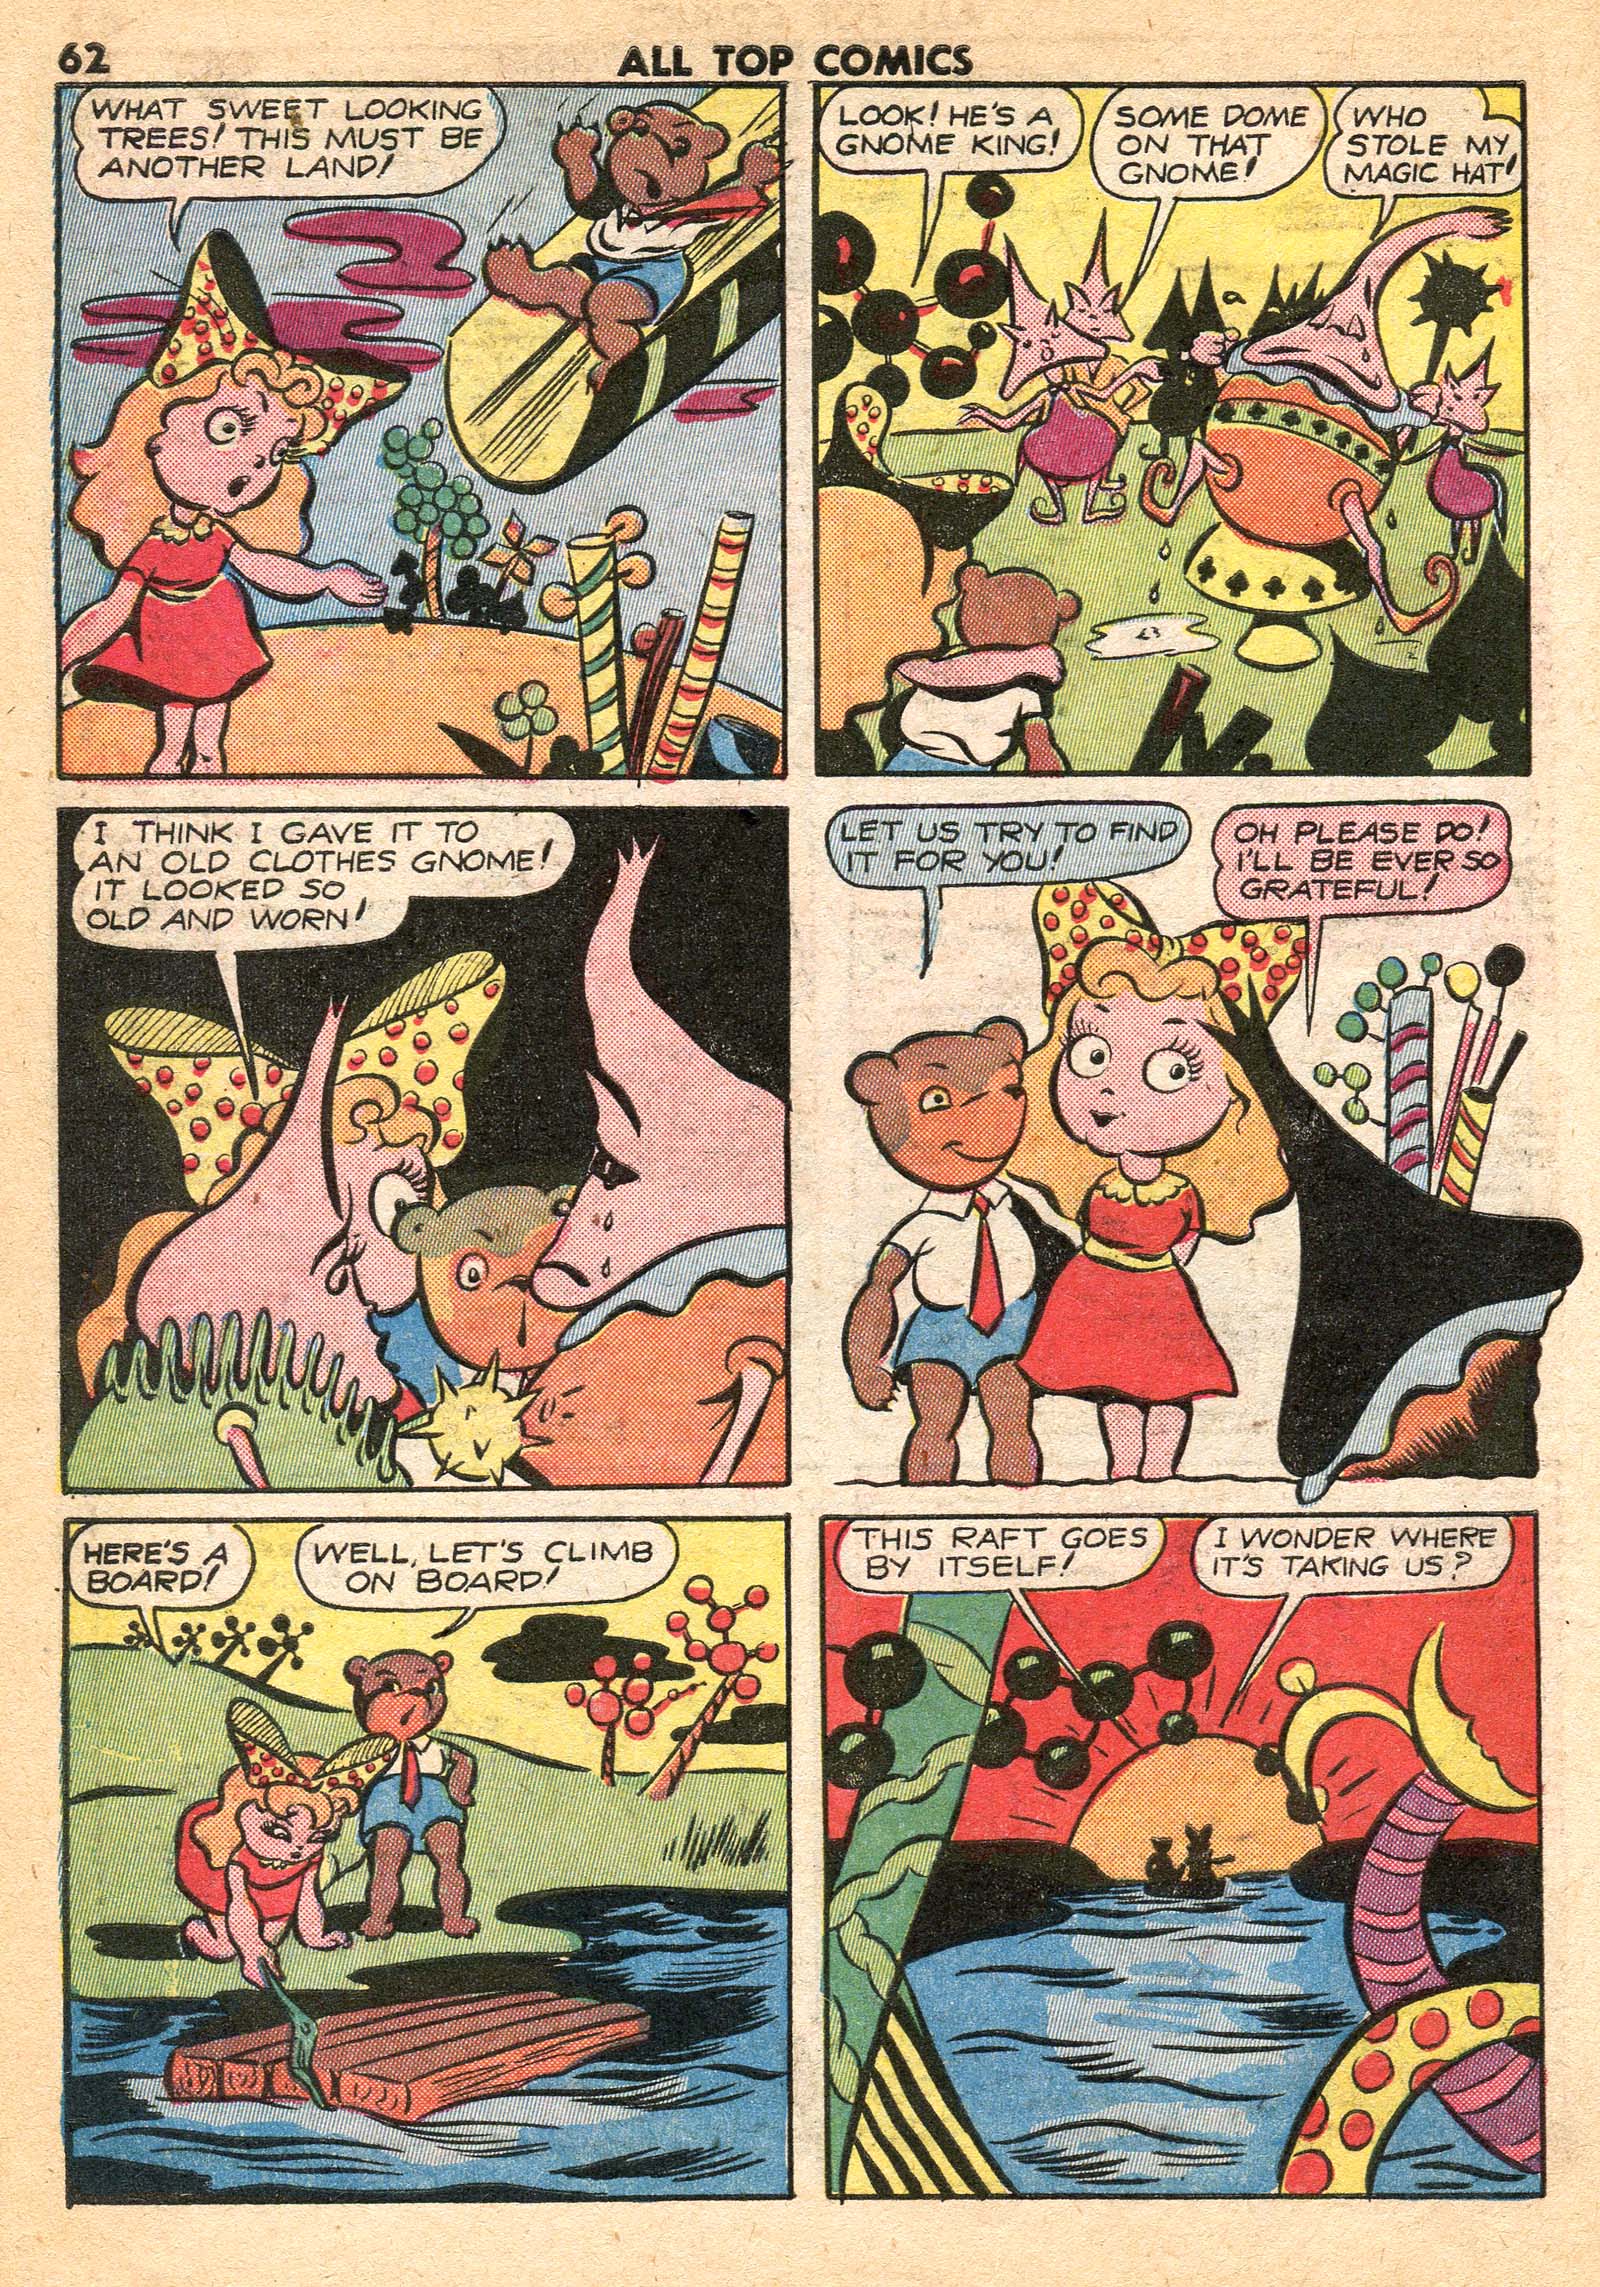 62
ALL TOP COMICS
WHAT SWEET LOOKING
TREES! THIS MUST BE
ANOTHER LAND!
LOOK! HE'S A
GNOME KING!
SOME DOME
ON THAT
GNOME!
WHO
STOLE MY
MAGIC HAT!
I THINK I GAVE IT TO
AN OLD CLOTHES GNOME!
IT LOOKED SO
OLD AND WORN!
LET US TRY TO FIND
IT FOR YOU!
OH PLEASE DO!
I'LL BE EVER SO
GRATEFUL!
HERE'S A
BOARD!
WELL, LET'S CLIMB
ON BOARD!
THIS RAFT GOES
BY ITSELF!
I WONDER WHERE
IT'S TAKING US?